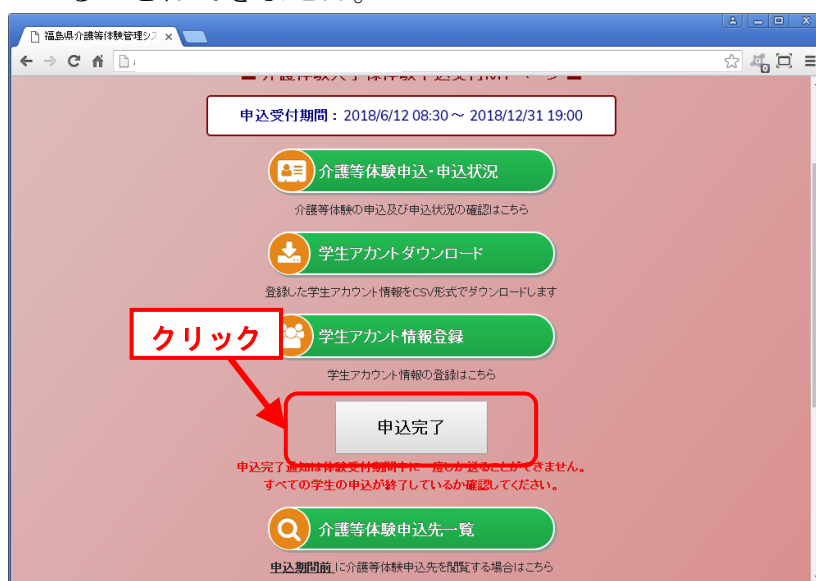 福島県介護等体験管理シス
申込受付期間：2018/6/12 08:30～ 2018/12/31 19:00
介護等体験申込・申込状況
介護等体験の申込及び申込状況の確認はこちら
学生アカントダウンロード
登録した学生アカウント情報をCSV形式でダウンロードします
クリック
学生アカント情報登録
学生アカウント情報の登録はこちら
申込完了
申込完了通知は体験受付期間中に一度しか送ることができません。
すべての学生の申込が終了しているか確認してください。
介護等体験申込先一覧
申込期間前に介護等体験申込先を閲覧する場合はこちら